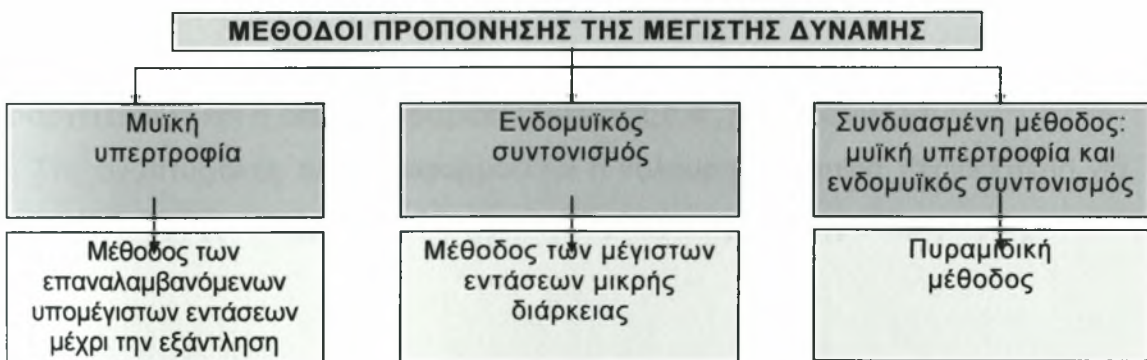 ΜΕΘΟΔΟΙ ΠΡΟΠΟΝΗΣΗΣ ΤΗΣ ΜΕΓΙΣΤΗΣ ΔΥΝΑΜΗΣ
Μυϊκή
υπερτροφία
Ενδομυϊκός
συντονισμός
Συνδυασμένη μέθοδος:
μυϊκή υπερτροφία και
ενδομυϊκός συντονισμός
Μέθοδος των
επαναλαμβανόμενων
υπομέγιστων εντάσεων
μέχρι την εξάντληση
Μέθοδος των μέγιστων
εντάσεων μικρής
διάρκειας
Πυραμιδική
μέθοδος